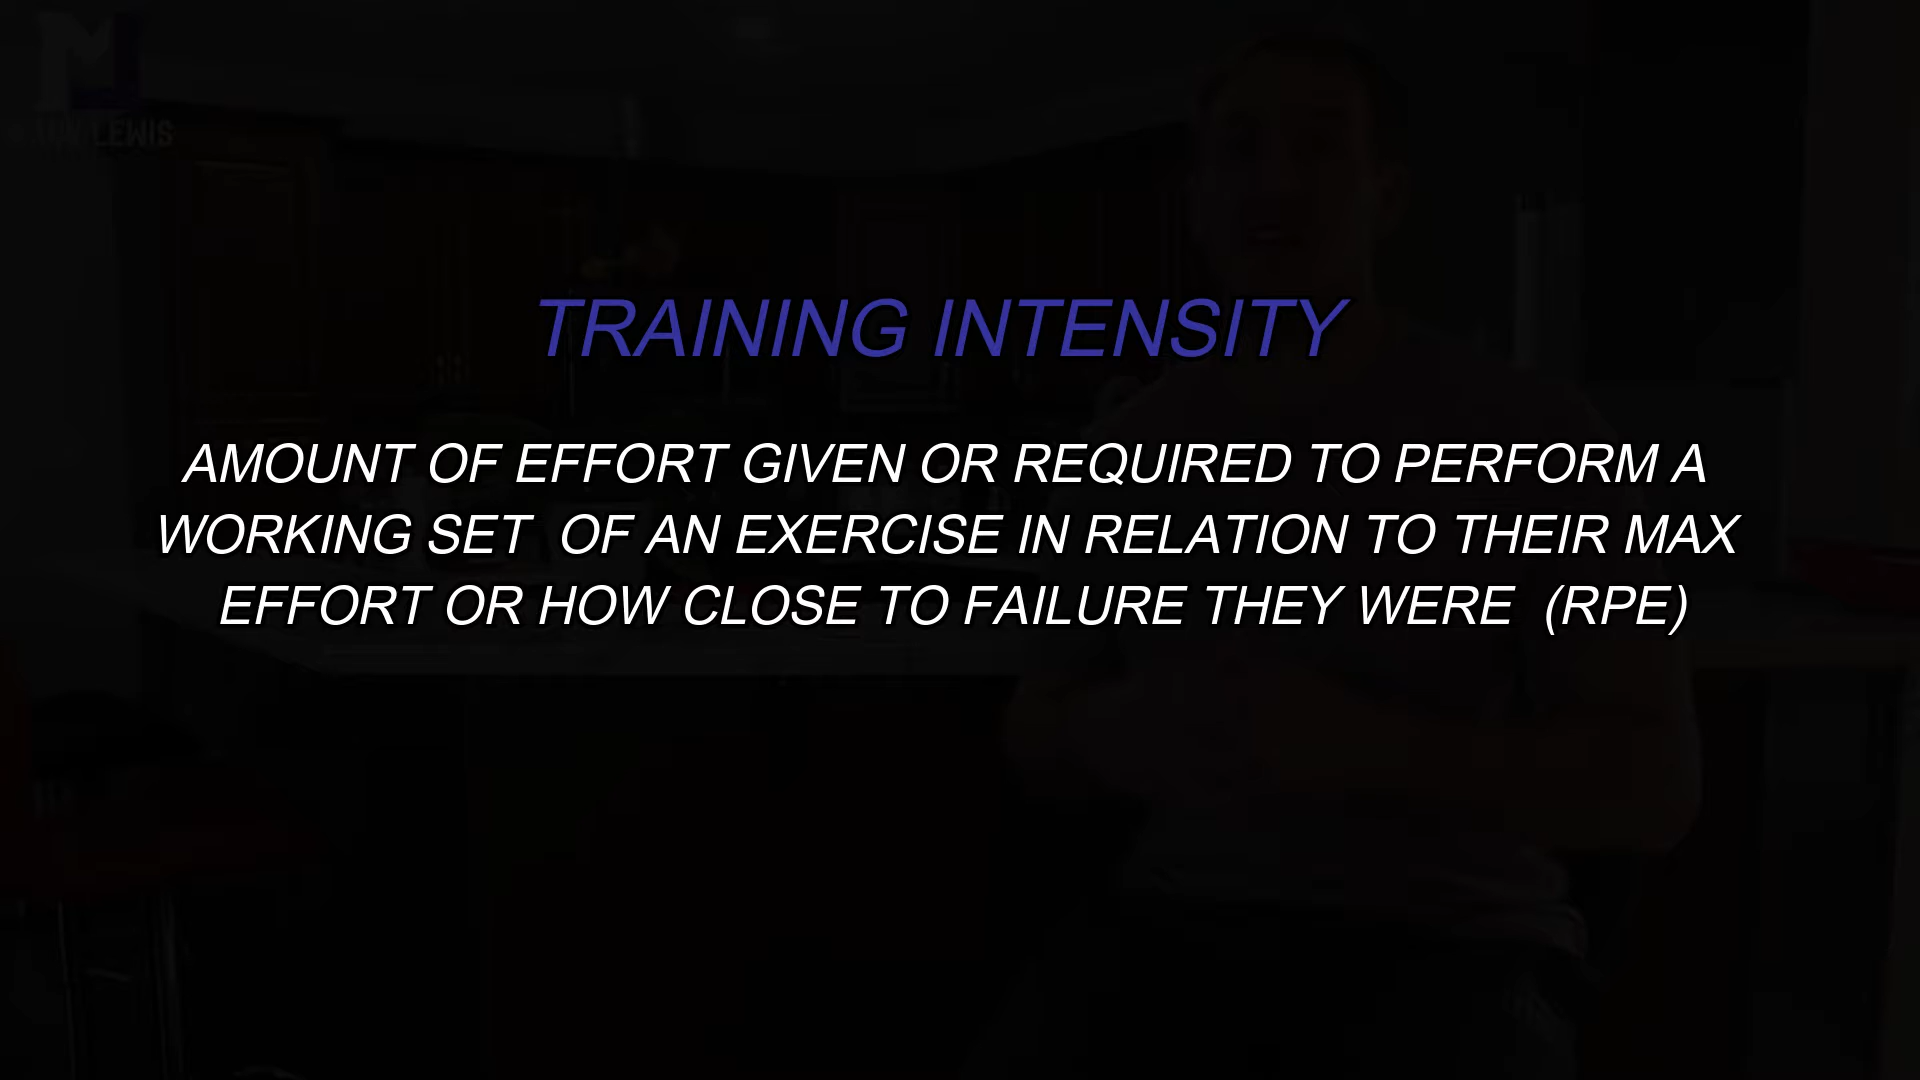 LEWIS
TRAINING INTENSITY
AMOUNT OF EFFORT GIVEN OR REQUIRED TO PERFORM A
WORKING SET  OF AN EXERCISE IN RELATION TO THEIR MAX
EFFORT OR HOW CLOSE TO FAILURE THEY WERE  (RPE)